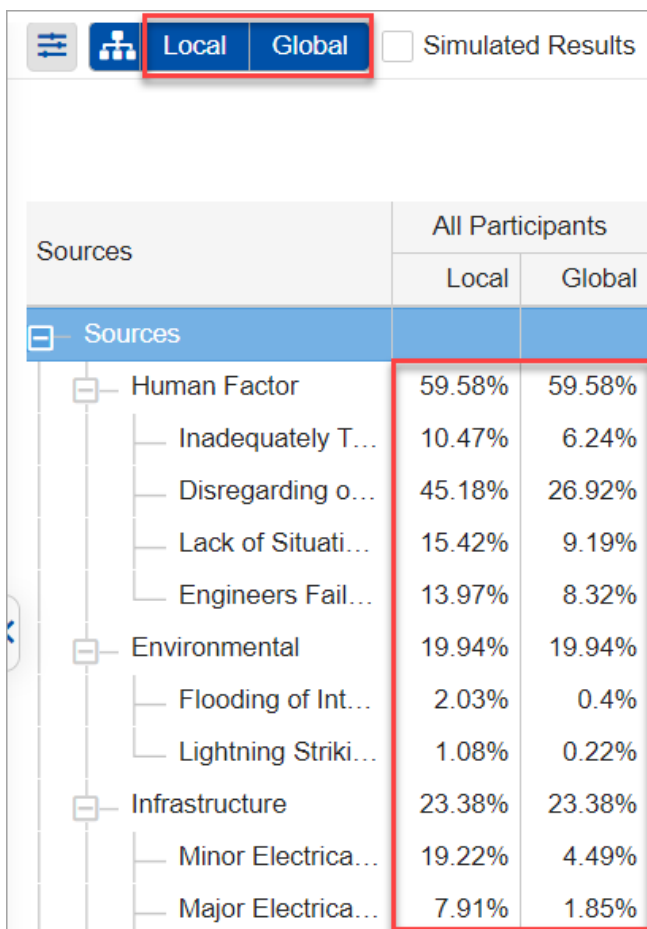 Local Global Simulated Results
Sources All Participants
Local Global
Sources
Human Factor 59.58% 59.58%
Inadequately T... 10.47% 6.24%
Disregarding o... 45.18% 26.92%
Lack of Situati... 15.42% 9.19%
Engineers Fail... 13.97% 8.32%
Environmental 19.94% 19.94%
Flooding of Int... 2.03% 0.4%
Lightning Striki... 1.08% 0.22%
Infrastructure 23.38% 23.38%
Minor Electrica... 19.22% 4.49%
Major Electrica... 7.91% 1.85%